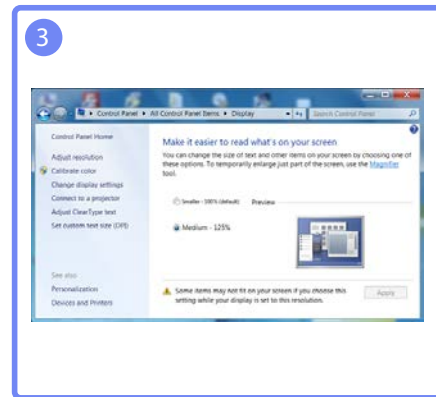 3
Control Panel ▸ All Control Panel Items ▸ Display
Search Control Panel
Control Panel Home
Adjust resolution
Calibrate color
Change display settings
Connect to a projector
Adjust ClearType text
Set custom text size (DPI)
See also
Personalization
Devices and Printers
Make it easier to read what's on your screen
You can change the size of text and other items on your screen by choosing one of
these options. To temporarily enlarge just part of the screen, use the Magnifier
tool.
Smaller - 100% (default) Preview
Medium - 125%
Some items may not fit on your screen if you choose this
setting while your display is set to this resolution.
Apply